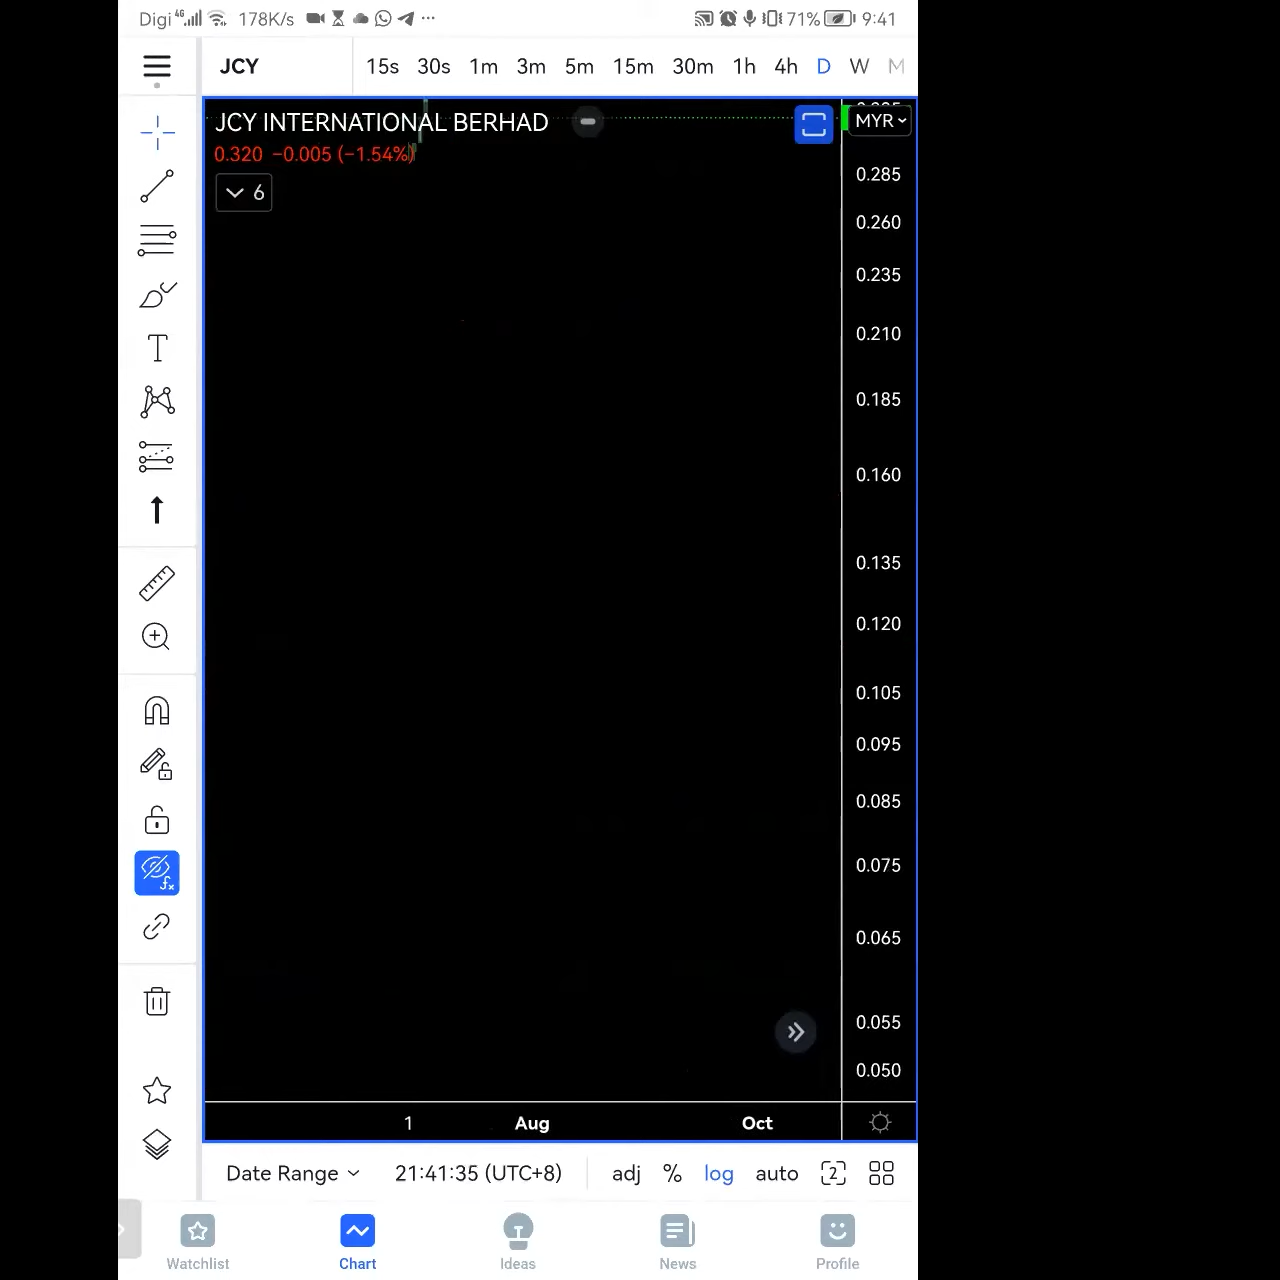 Digi 4G 178K/s ... 71% 9:41
JCY 15s 30s 1m 3m 5m 15m 30m 1h 4h D W M
JCY INTERNATIONAL BERHAD
MYR
0.320 −0.005 (−1.54%)
6
0.285
0.260
0.235
0.210
0.185
0.160
0.135
0.120
0.105
0.095
0.085
0.075
0.065
0.055
0.050
1 Aug Oct
Date Range 21:41:35 (UTC+8) adj % log auto 2
Watchlist Chart Ideas News Profile